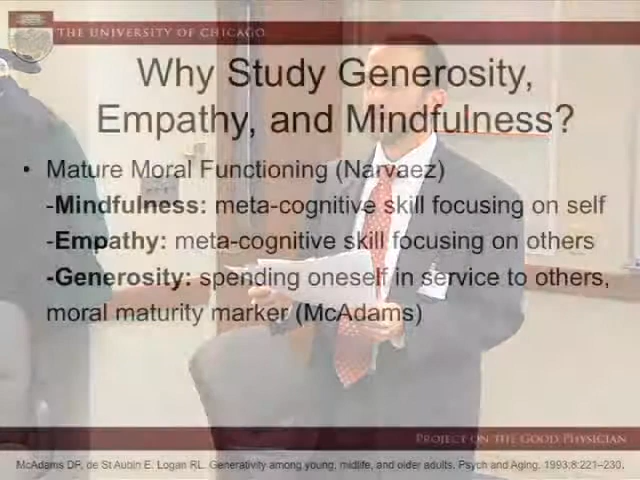 THE UNIVERSITY OF CHICAGO
Why Study Generosity,
Empathy, and Mindfulness?
• Mature Moral Functioning (Narvaez)
-Mindfulness: meta-cognitive skill focusing on self
-Empathy: meta-cognitive skill focusing on others
-Generosity: spending oneself in service to others,
moral maturity marker (McAdams)
PROJECT ON THE GOOD PHYSICIAN
McAdams DP, de St Aubin E, Logan RL. Generativity among young, midlife, and older adults. Psych and Aging. 1993;8:221–230.